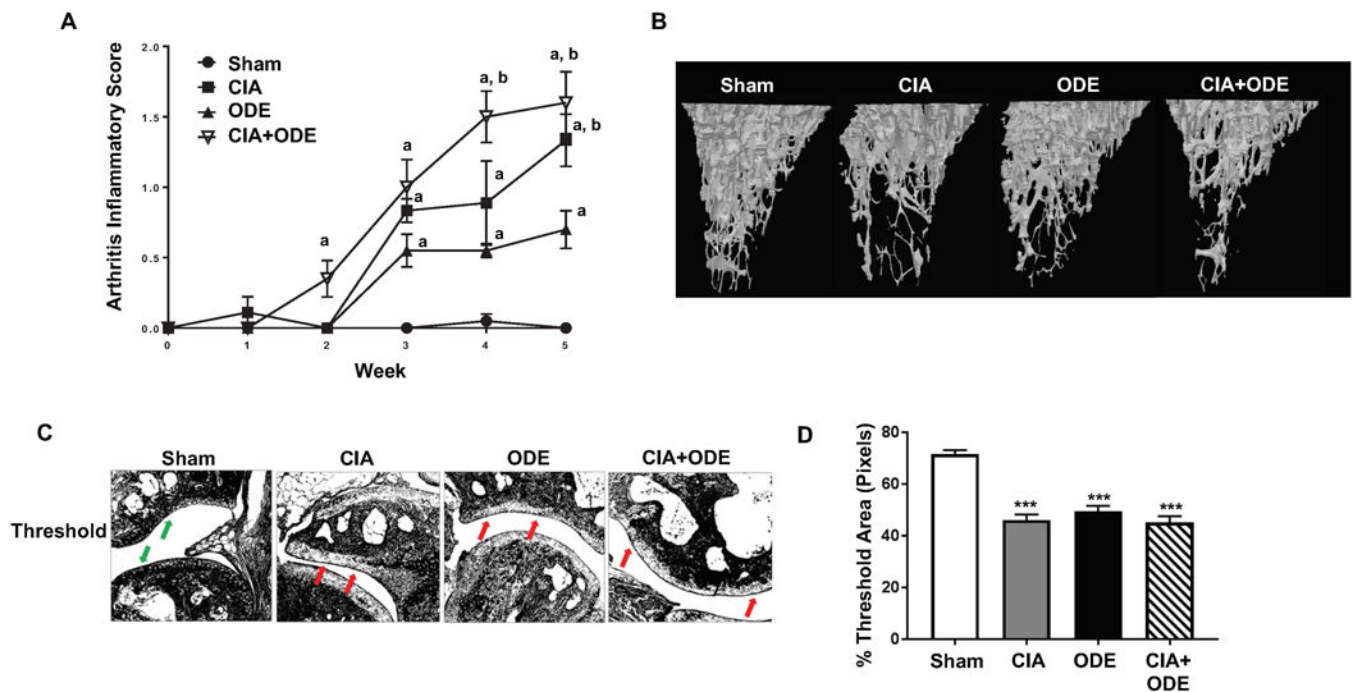 A
Arthritis Inflammatory Score
2.0
1.5
1.0
0.5
0.0
Sham
CIA
ODE
CIA+ODE
a
a
a
a
a, b
a
a
a, b
a, b
a
0
1
2
3
4
5
Week
B
Sham
CIA
ODE
CIA+ODE
C
Sham
CIA
ODE
CIA+ODE
Threshold
D
% Threshold Area (Pixels)
80
60
40
20
0
***
***
***
Sham
CIA
ODE
CIA+
ODE